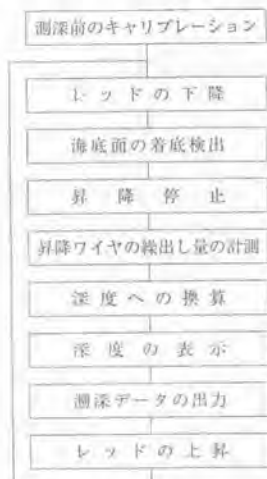 測深前のキャリブレーション
レッドの下降
海底面の着底検出
昇降停止
昇降ワイヤの繰出し量の計測
深度への換算
深度の表示
測深データの出力
レッドの上昇